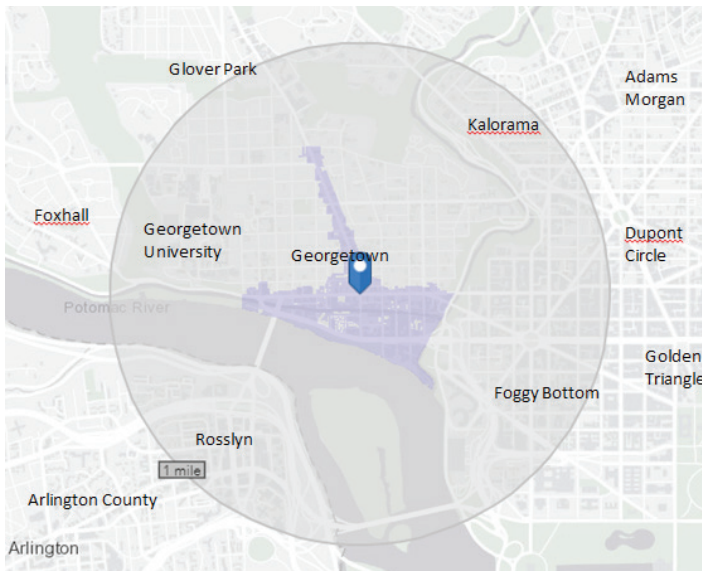 Glover Park
Adams
Morgan
Kalorama
Foxhall
Georgetown
University
Georgetown
Dupont
Circle
Potomac River
Golden
Triangle
Foggy Bottom
Rosslyn
1 mile
Arlington County
Arlington